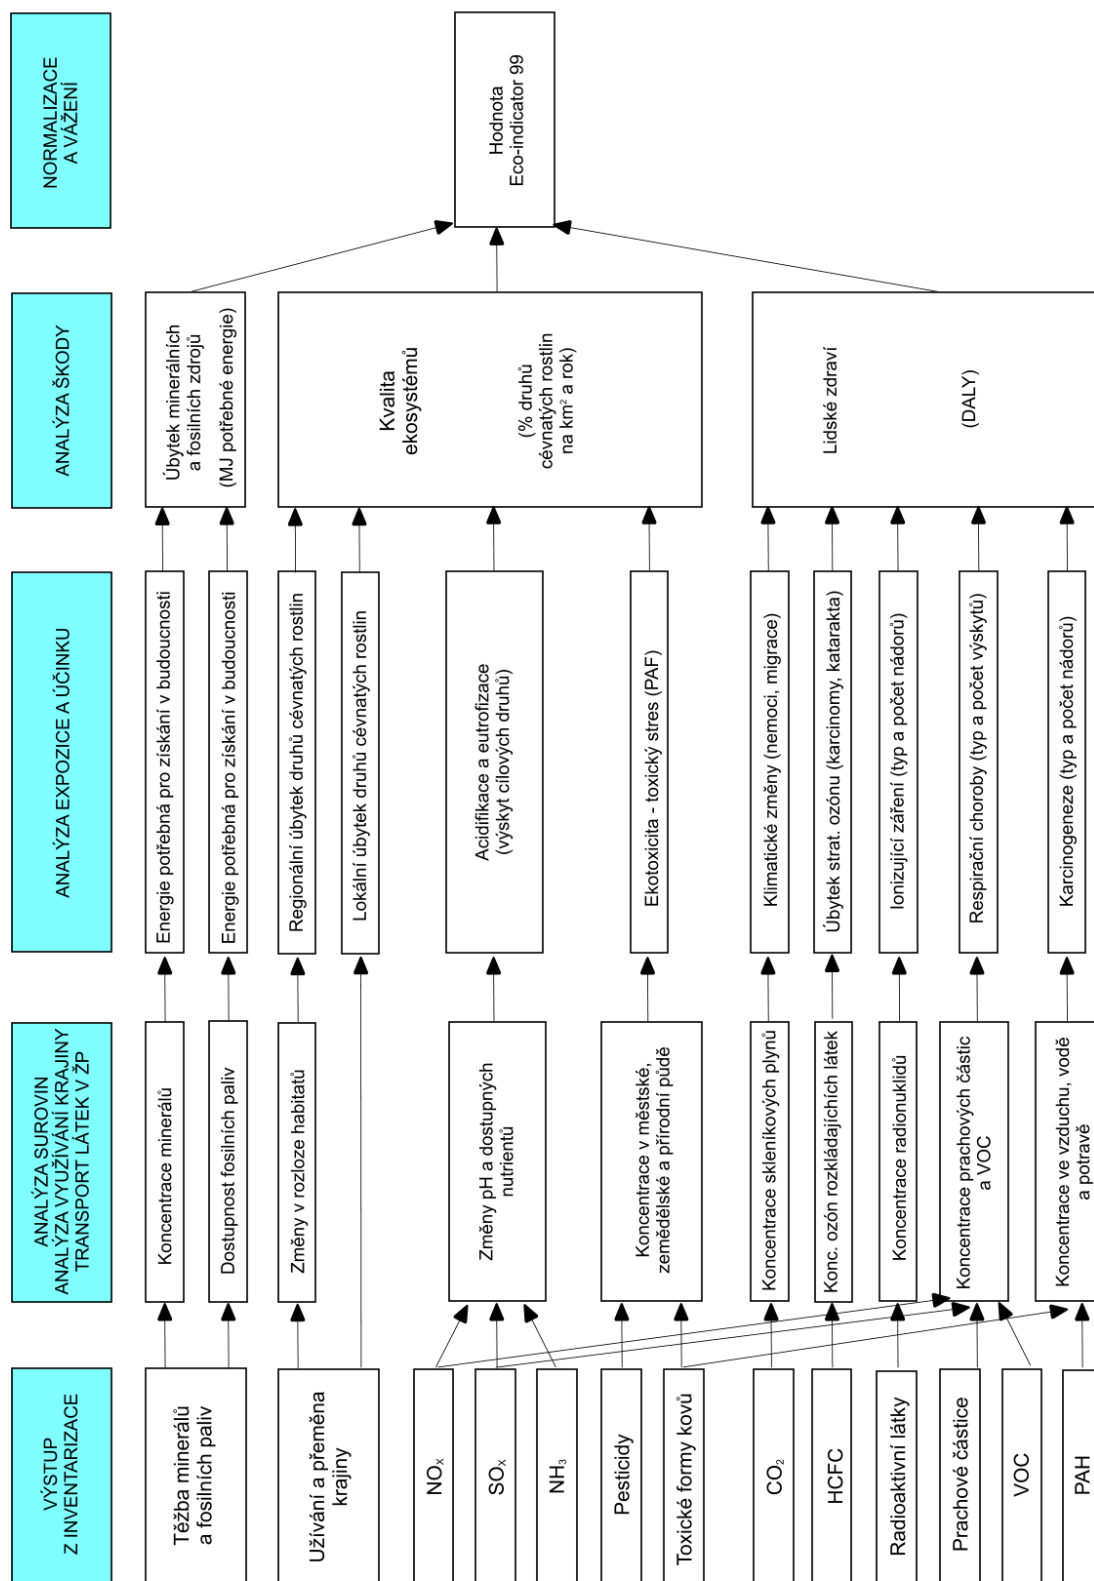 VÝSTUP
Z INVENTARIZACE
ANALÝZA SUROVIN
ANALÝZA VYUŽÍVÁNÍ KRAJINY
TRANSPORT LÁTEK V ŽP
ANALÝZA EXPOZICE A ÚČINKU
ANALÝZA ŠKODY
NORMALIZACE
A VÁŽENÍ
Těžba minerálů
a fosilních paliv
Užívání a přeměna
krajiny
NOX
SOX
NH3
Pesticidy
Toxické formy kovů
CO2
HCFC
Radioaktivní látky
Prachové částice
VOC
PAH
Koncentrace minerálů
Dostupnost fosilních paliv
Změny v rozloze habitatů
Změny pH a dostupných
nutrientů
Koncentrace v městské,
zemědělské a přírodní půdě
Koncentrace skleníkových plynů
Konc. ozón rozkládajíchích látek
Koncentrace radionuklidů
Koncentrace prachových částic
a VOC
Koncentrace ve vzduchu, vodě
a potravě
Energie potřebná pro získání v budoucnosti
Energie potřebná pro získání v budoucnosti
Regionální úbytek druhů cévnatých rostlin
Lokální úbytek druhů cévnatých rostlin
Acidifikace a eutrofizace
(výskyt cílových druhů)
Ekotoxicita - toxický stres (PAF)
Klimatické změny (nemoci, migrace)
Úbytek strat. ozónu (karcinomy, katarakta)
Ionizující záření (typ a počet nádorů)
Respirační choroby (typ a počet výskytů)
Karcinogeneze (typ a počet nádorů)
Úbytek minerálních
a fosilních zdrojů
(MJ potřebné energie)
Kvalita
ekosystémů
(% druhů
cévnatých rostlin
na km² a rok)
Lidské zdraví
(DALY)
Hodnota
Eco-indicator 99